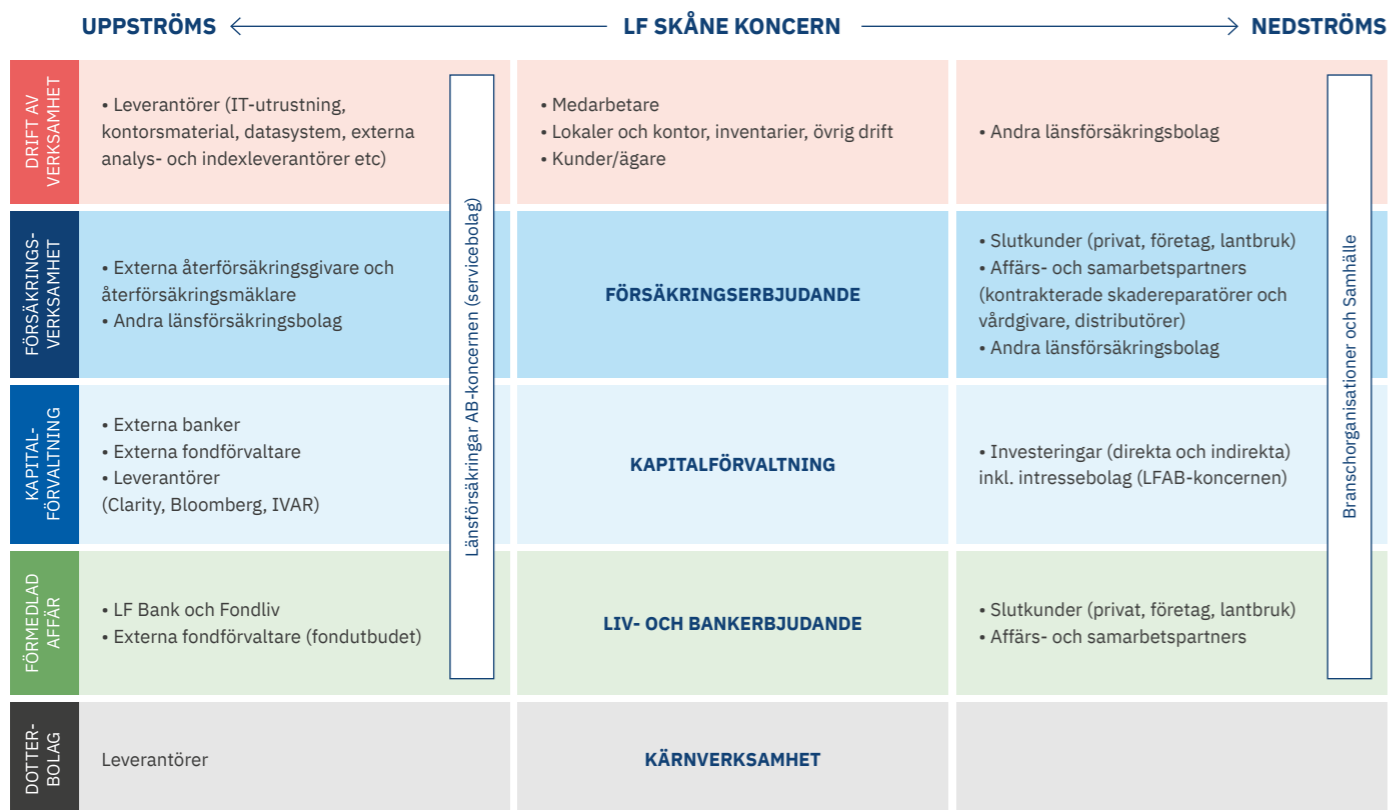 UPPSTRÖMS
LF SKÅNE KONCERN
NEDSTRÖMS
DRIFT AV
VERKSAMHET
• Leverantörer (IT-utrustning,
kontorsmaterial, datasystem, externa
analys- och indexleverantörer etc)
• Medarbetare
• Lokaler och kontor, inventarier, övrig drift
• Kunder/ägare
• Andra länsförsäkringsbolag
FÖRSÄKRINGS-
VERKSAMHET
• Externa återförsäkringsgivare och
återförsäkringsmäklare
• Andra länsförsäkringsbolag
FÖRSÄKRINGSERBJUDANDE
• Slutkunder (privat, företag, lantbruk)
• Affärs- och samarbetspartners
(kontrakterade skadereparatörer och
vårdgivare, distributörer)
• Andra länsförsäkringsbolag
KAPITAL-
FÖRVALTNING
• Externa banker
• Externa fondförvaltare
• Leverantörer
(Clarity, Bloomberg, IVAR)
KAPITALFÖRVALTNING
• Investeringar (direkta och indirekta)
inkl. intressebolag (LFAB-koncernen)
FÖRMEDLAD
AFFÄR
• LF Bank och Fondliv
• Externa fondförvaltare (fondutbudet)
LIV- OCH BANKERBJUDANDE
• Slutkunder (privat, företag, lantbruk)
• Affärs- och samarbetspartners
DOTTER-
BOLAG
Leverantörer
KÄRNVERKSAMHET
Länsförsäkringar AB-koncernen (servicebolag)
Branschorganisationer och Samhälle